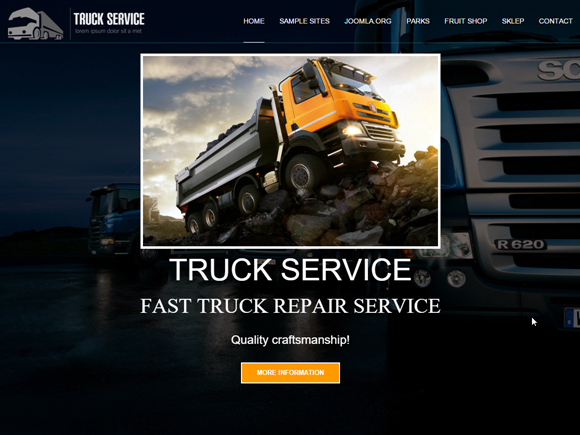 TRUCK SERVICE
lorem ipsum dolor sit a met
HOME SAMPLE SITES JOOMLA.ORG PARKS FRUIT SHOP SKLEP CONTACT
SC
R 620
TRUCK SERVICE
FAST TRUCK REPAIR SERVICE
Quality craftsmanship!
MORE INFORMATION